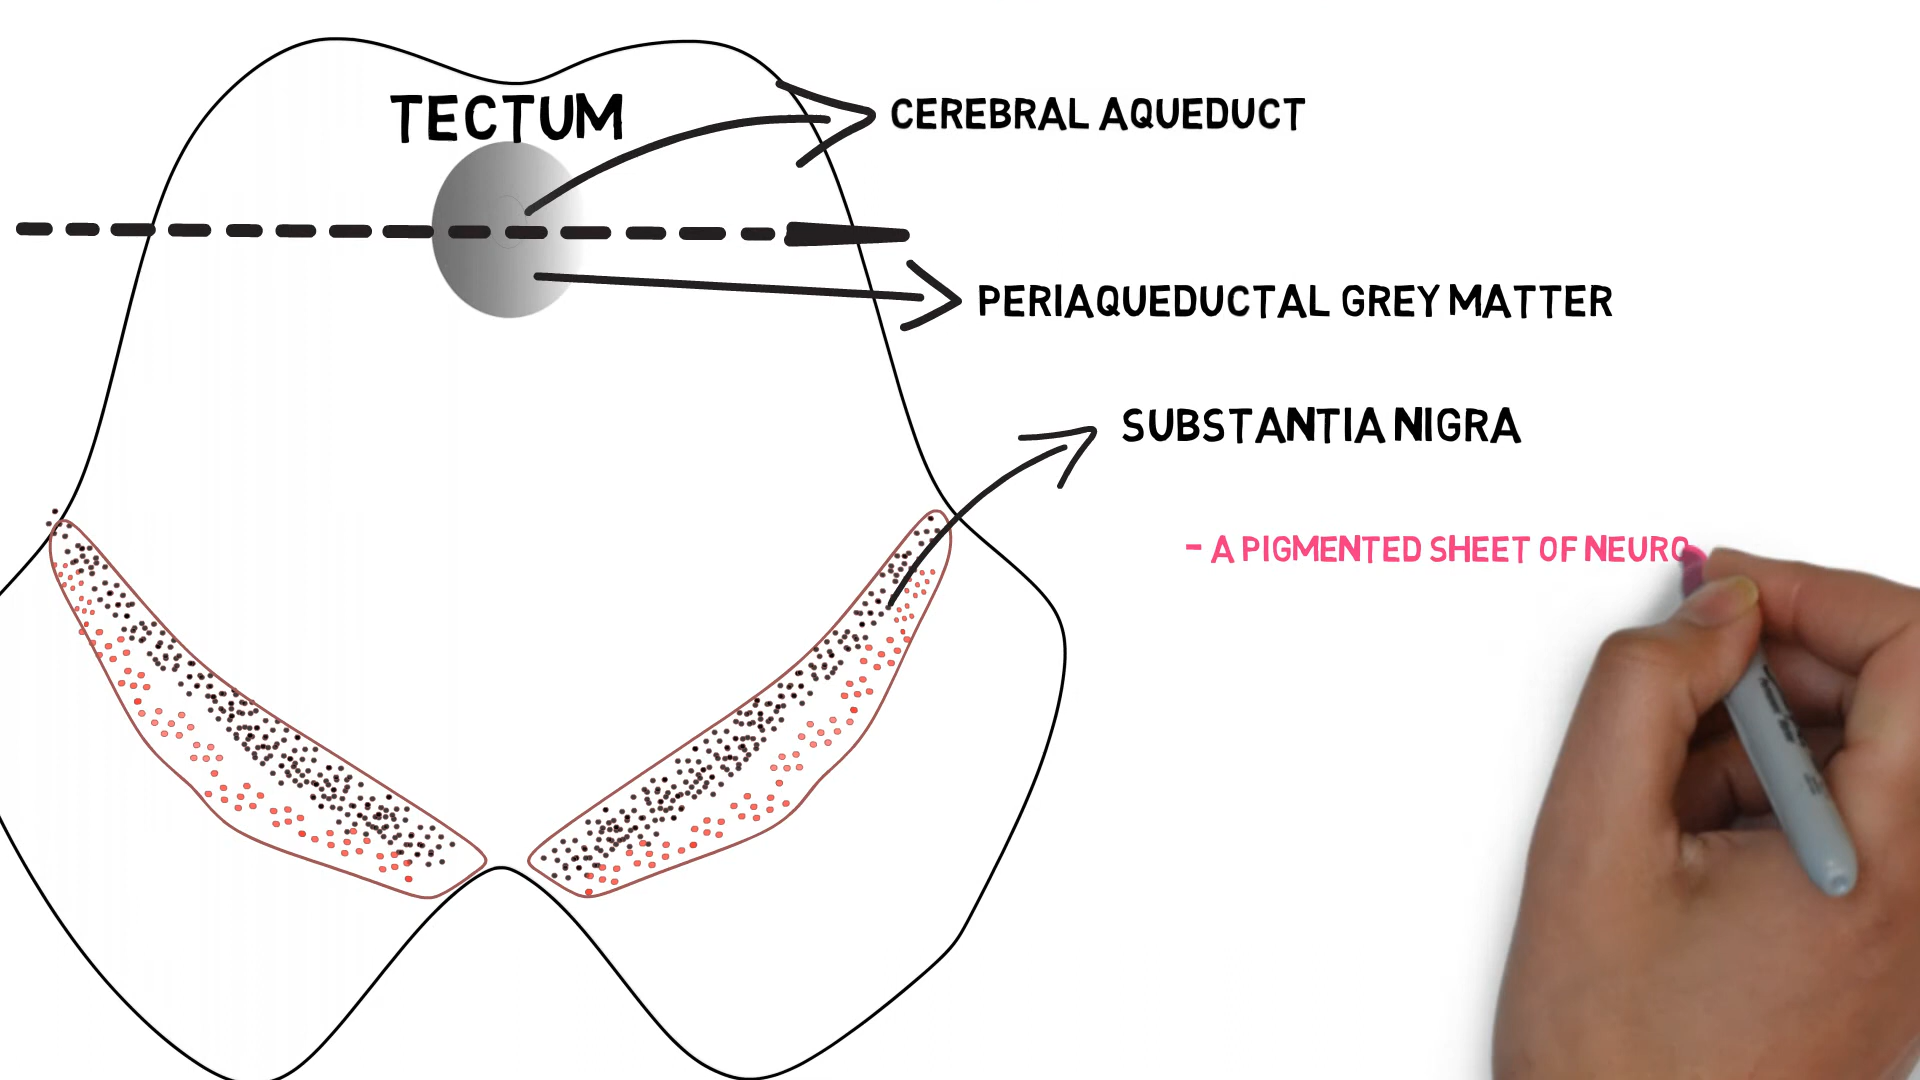 TECTUM
CEREBRAL AQUEDUCT
PERIAQUEDUCTAL GREY MATTER
SUBSTANTIA NIGRA
- A PIGMENTED SHEET OF NEURO